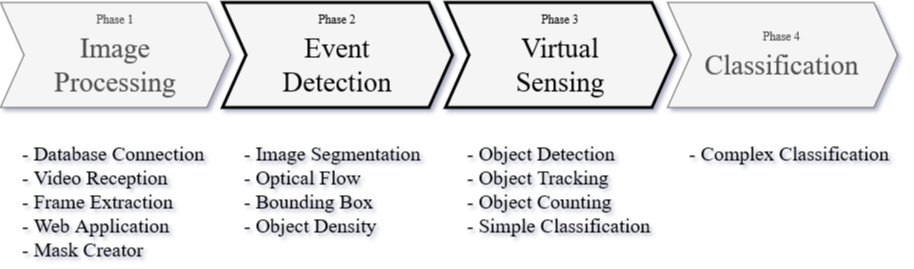 Phase 1
Image
Processing
Phase 2
Event
Detection
Phase 3
Virtual
Sensing
Phase 4
Classification
- Database Connection
- Video Reception
- Frame Extraction
- Web Application
- Mask Creator
- Image Segmentation
- Optical Flow
- Bounding Box
- Object Density
- Object Detection
- Object Tracking
- Object Counting
- Simple Classification
- Complex Classification